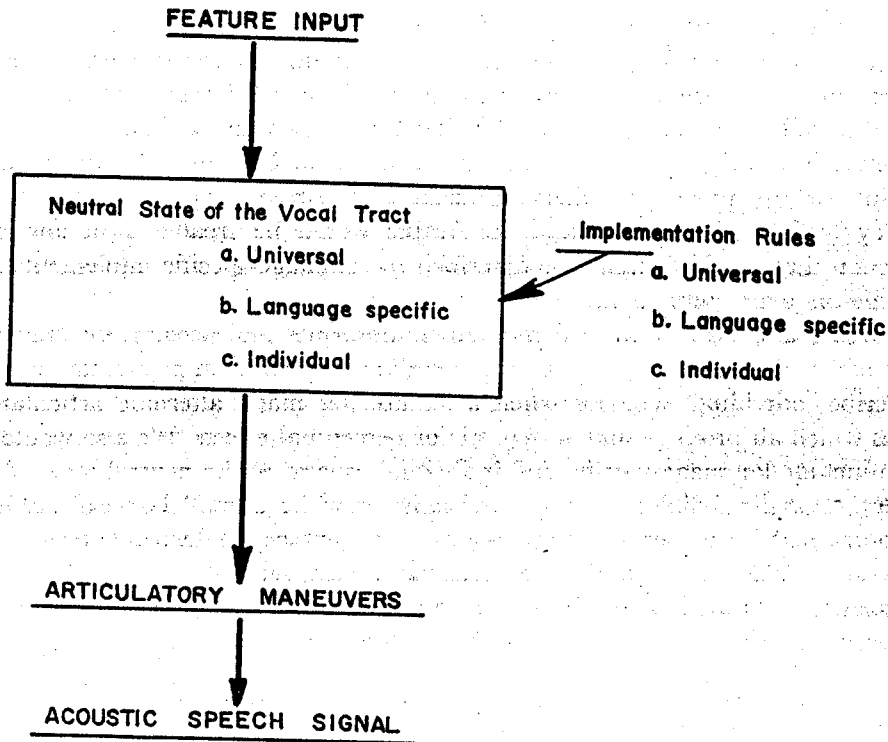 FEATURE INPUT
Neutral State of the Vocal Tract
a. Universal
b. Language specific
c. Individual
Implementation Rules
a. Universal
b. Language specific
c. Individual
ARTICULATORY MANEUVERS
ACOUSTIC SPEECH SIGNAL